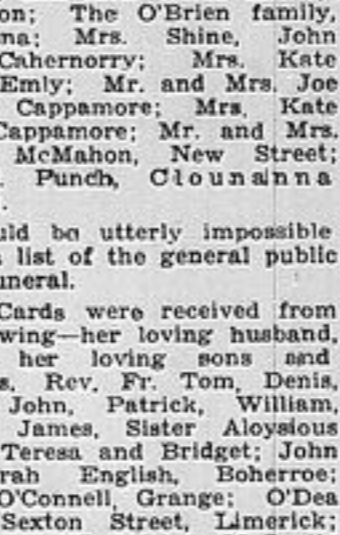 on; The O'Brien family,
na; Mrs. Shine, John
Cahernorry; Mrs. Kate
Emly; Mr. and Mrs. Joe
Cappamore; Mrs. Kate
Cappamore; Mr. and Mrs.
McMahon, New Street;
. Punch, Clounanna
.
uld be utterly impossible
a list of the general public
uneral.
Cards were received from
wing—her loving husband,
her loving sons and
s, Rev. Fr. Tom, Denis,
John, Patrick, William,
James, Sister Aloysious
Teresa and Bridget; John
rah English, Boherroe;
O'Connell, Grange; O'Dea
Sexton Street, Limerick;